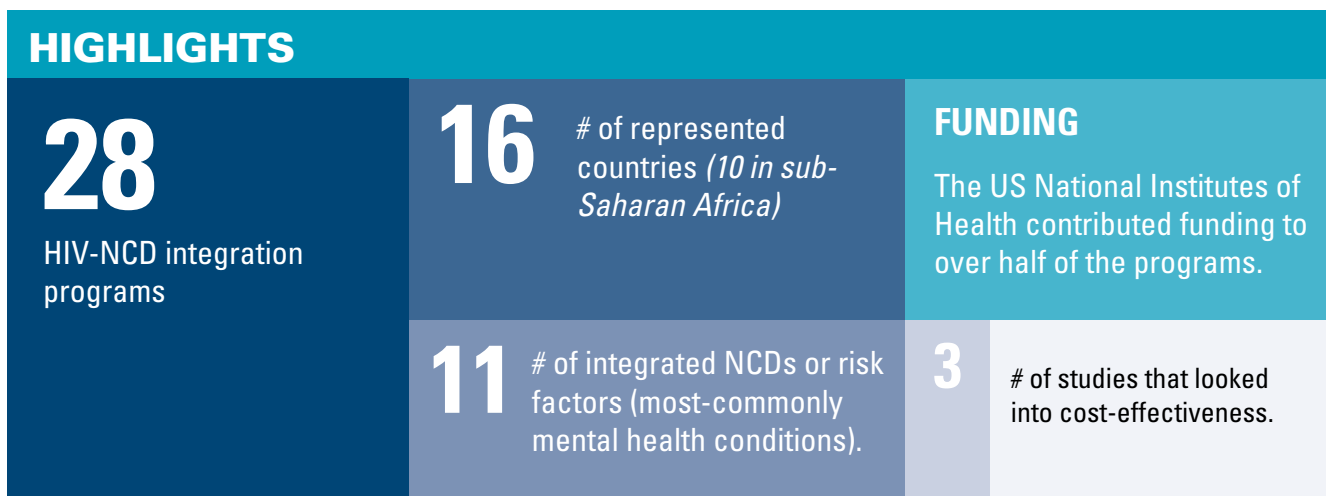 HIGHLIGHTS
28
HIV-NCD integration
programs
16
# of represented
countries (10 in sub-
Saharan Africa)
FUNDING
The US National Institutes of
Health contributed funding to
over half of the programs.
11
# of integrated NCDs or risk
factors (most-commonly
mental health conditions).
3
# of studies that looked
into cost-effectiveness.